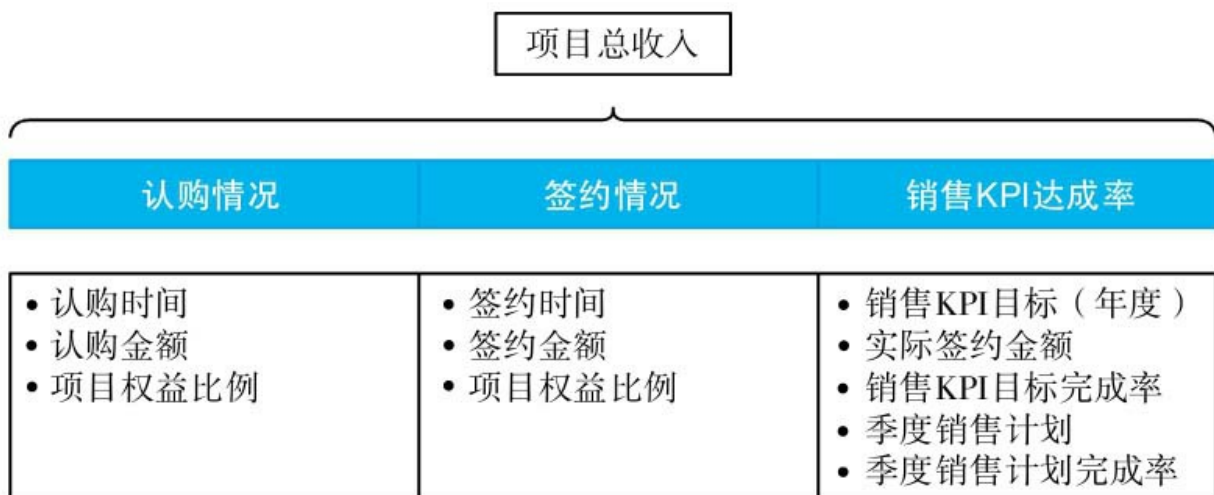 项目总收入
认购情况
签约情况
销售KPI达成率
• 认购时间
• 认购金额
• 项目权益比例
• 签约时间
• 签约金额
• 项目权益比例
• 销售KPI目标（年度）
• 实际签约金额
• 销售KPI目标完成率
• 季度销售计划
• 季度销售计划完成率